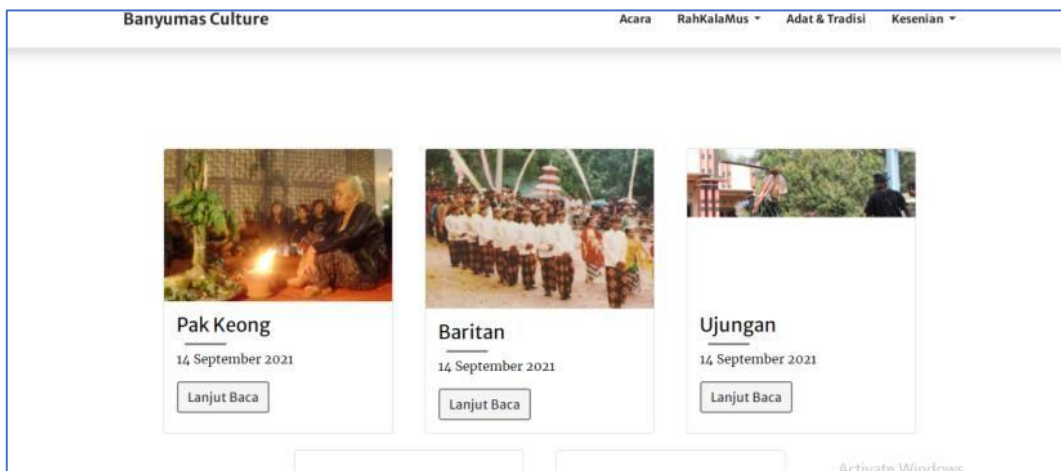 Banyumas Culture
Acara RahKalaMus Adat & Tradisi Kesenian
Pak Keong
14 September 2021
Lanjut Baca
Baritan
14 September 2021
Lanjut Baca
Ujungan
14 September 2021
Lanjut Baca
Activate Windows